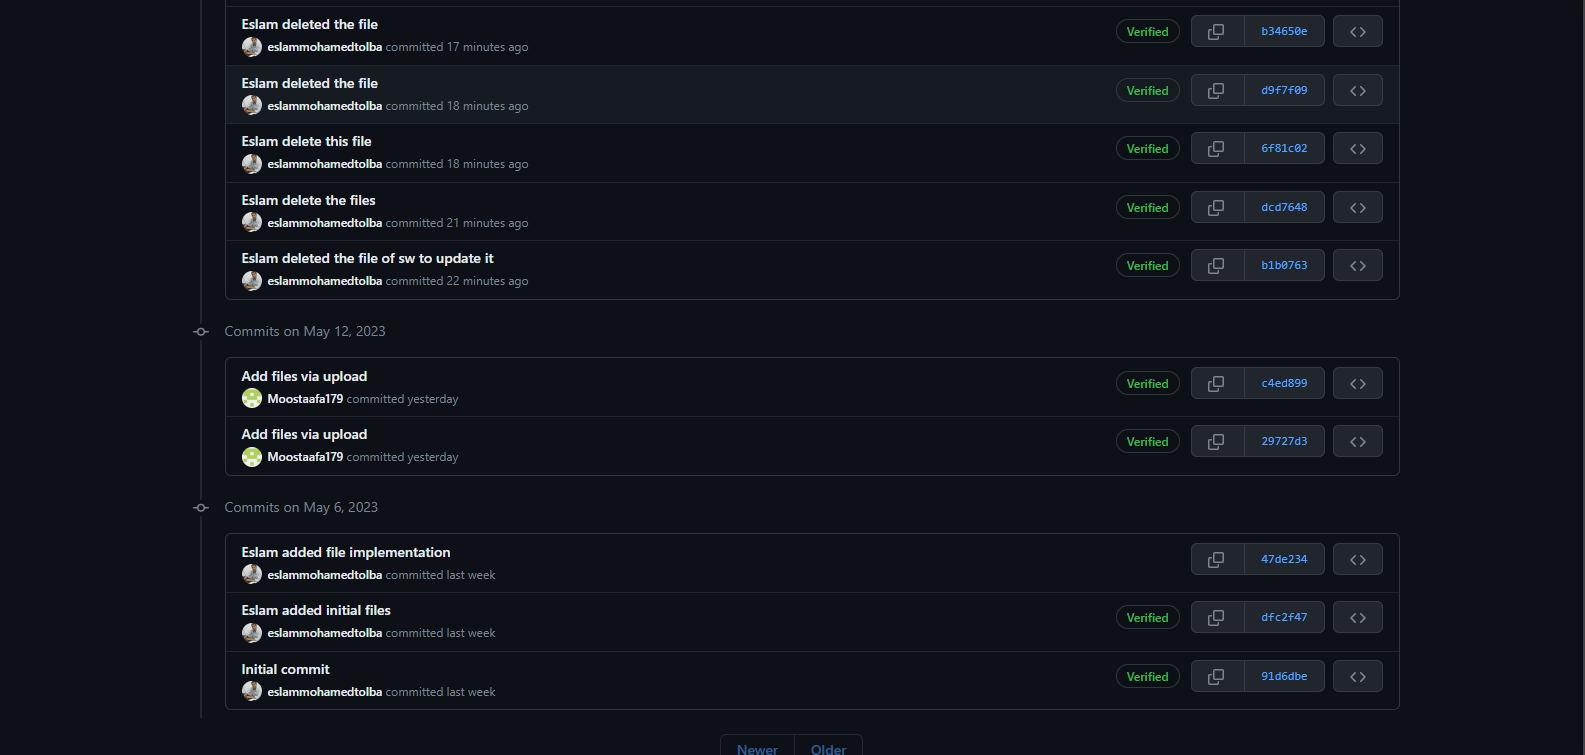 Eslam deleted the file
eslammohamedtolba committed 17 minutes ago
Verified
b34650e
Eslam deleted the file
eslammohamedtolba committed 18 minutes ago
Verified
d9f7f09
Eslam delete this file
eslammohamedtolba committed 18 minutes ago
Verified
6f81c02
Eslam delete the files
eslammohamedtolba committed 21 minutes ago
Verified
dcd7648
Eslam deleted the file of sw to update it
eslammohamedtolba committed 22 minutes ago
Verified
b1b0763
Commits on May 12, 2023
Add files via upload
Moostaafa179 committed yesterday
Verified
c4ed899
Add files via upload
Moostaafa179 committed yesterday
Verified
29727d3
Commits on May 6, 2023
Eslam added file implementation
eslammohamedtolba committed last week
47de234
Eslam added initial files
eslammohamedtolba committed last week
Verified
dfc2f47
Initial commit
eslammohamedtolba committed last week
Verified
91d6dbe
Newer
Older